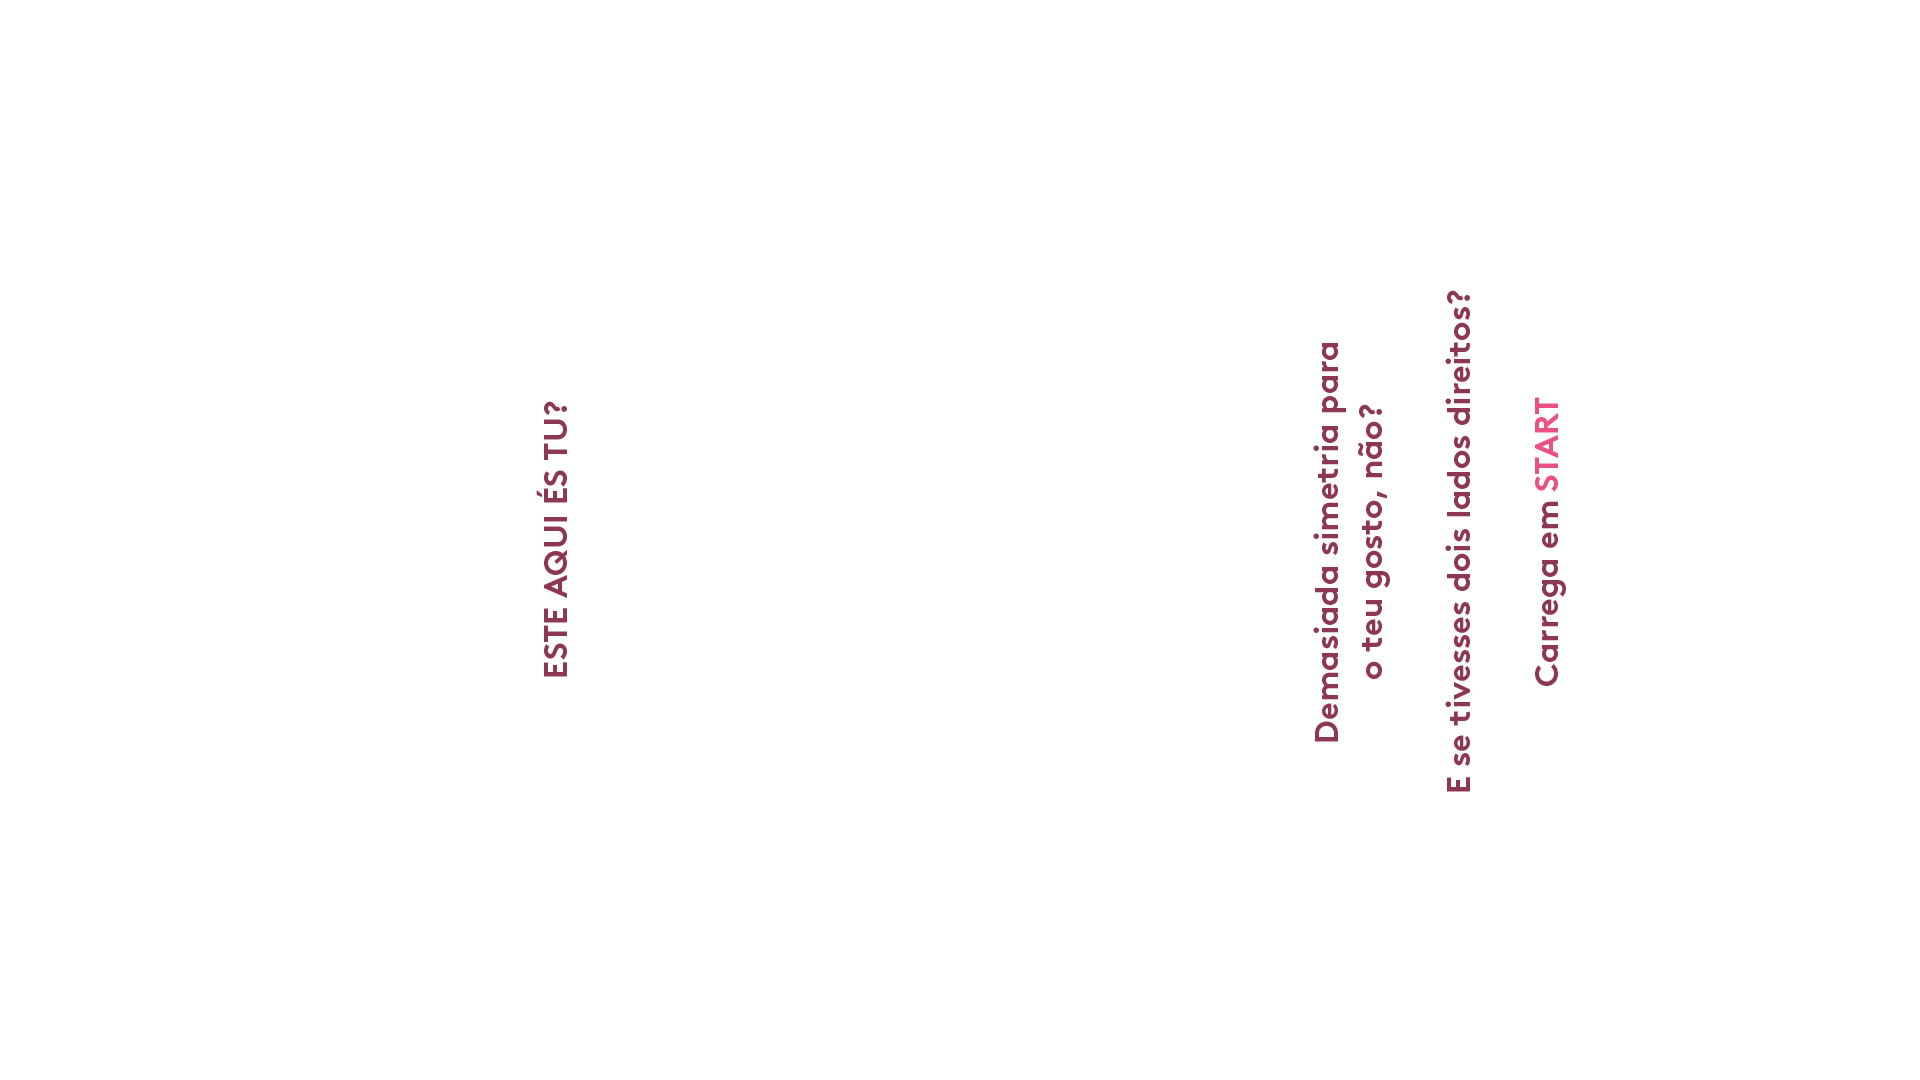 ESTE AQUI ÉS TU?
Demasiada simetria para
o teu gosto, não?
E se tivesses dois lados direitos?
Carrega em START